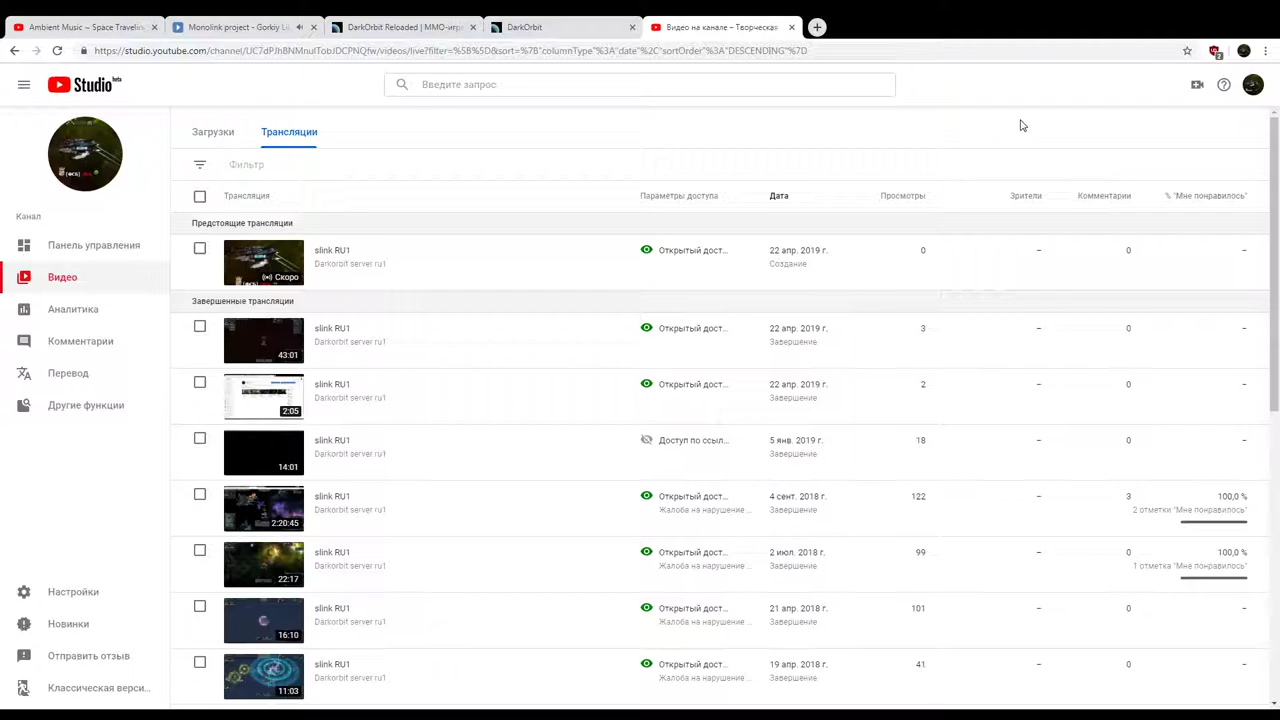 Ambient Music ~ Space Traveling
Monolink project - Gorkiy Li
DarkOrbit Reloaded | MMO-игр
DarkOrbit
Видео на канале – Творческая
https://studio.youtube.com/channel/
/videos/live?filter=%5B%5D&sort=%7B"columnType"%3A"date"%2C"sortOrder"%3A"DESCENDING"%7D
2
Studio beta
Введите запрос
Загрузки
Трансляции
Фильтр
Трансляция
Параметры доступа
Дата
Просмотры
Зрители
Комментарии
% "Мне понравилось"
Канал
Панель управления
Видео
Аналитика
Комментарии
Перевод
Другие функции
Настройки
Новинки
Отправить отзыв
Классическая верси...
Предстоящие трансляции
Скоро
slink RU1
Открытый дост...
22 апр. 2019 г.
0
–
0
–
Darkorbit server ru1
Создание
Завершенные трансляции
43:01
slink RU1
Открытый дост...
22 апр. 2019 г.
3
–
0
–
Darkorbit server ru1
Завершение
2:05
slink RU1
Открытый дост...
22 апр. 2019 г.
2
–
0
–
Darkorbit server ru1
Завершение
14:01
slink RU1
Доступ по ссыл...
5 янв. 2019 г.
18
–
0
–
Darkorbit server ru1
Завершение
2:20:45
slink RU1
Открытый дост...
4 сент. 2018 г.
122
–
3
100,0 %
Darkorbit server ru1
Жалоба на нарушение ...
Завершение
2 отметки "Мне понравилось"
22:17
slink RU1
Открытый дост...
2 июл. 2018 г.
99
–
0
100,0 %
Darkorbit server ru1
Жалоба на нарушение ...
Завершение
1 отметка "Мне понравилось"
16:10
slink RU1
Открытый дост...
21 апр. 2018 г.
101
–
0
–
Darkorbit server ru1
Жалоба на нарушение ...
Завершение
11:03
slink RU1
Открытый дост...
19 апр. 2018 г.
41
–
0
–
Darkorbit server ru1
Жалоба на нарушение ...
Завершение